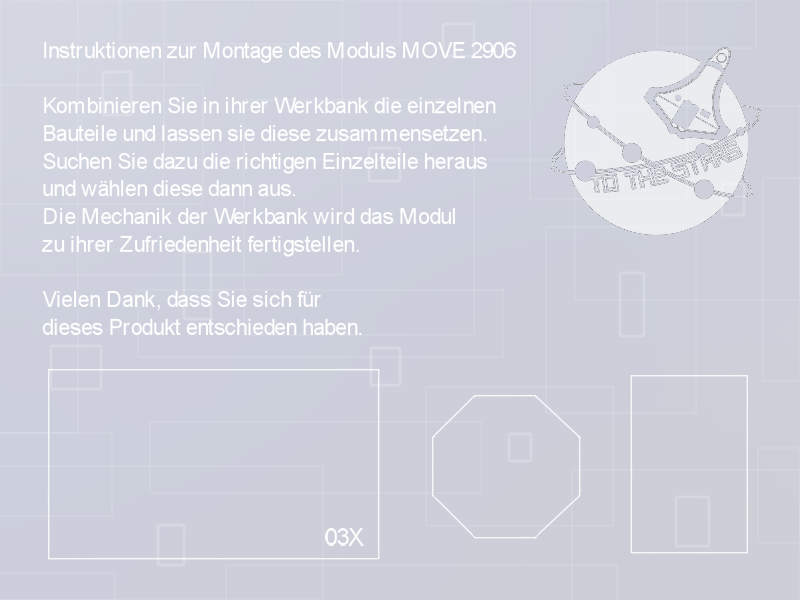 Instruktionen zur Montage des Moduls MOVE 2906
Kombinieren Sie in ihrer Werkbank die einzelnen
Bauteile und lassen sie diese zusammensetzen.
Suchen Sie dazu die richtigen Einzelteile heraus
und wählen diese dann aus.
Die Mechanik der Werkbank wird das Modul
zu ihrer Zufriedenheit fertigstellen.
Vielen Dank, dass Sie sich für
dieses Produkt entschieden haben.
TO THE STARS
03X